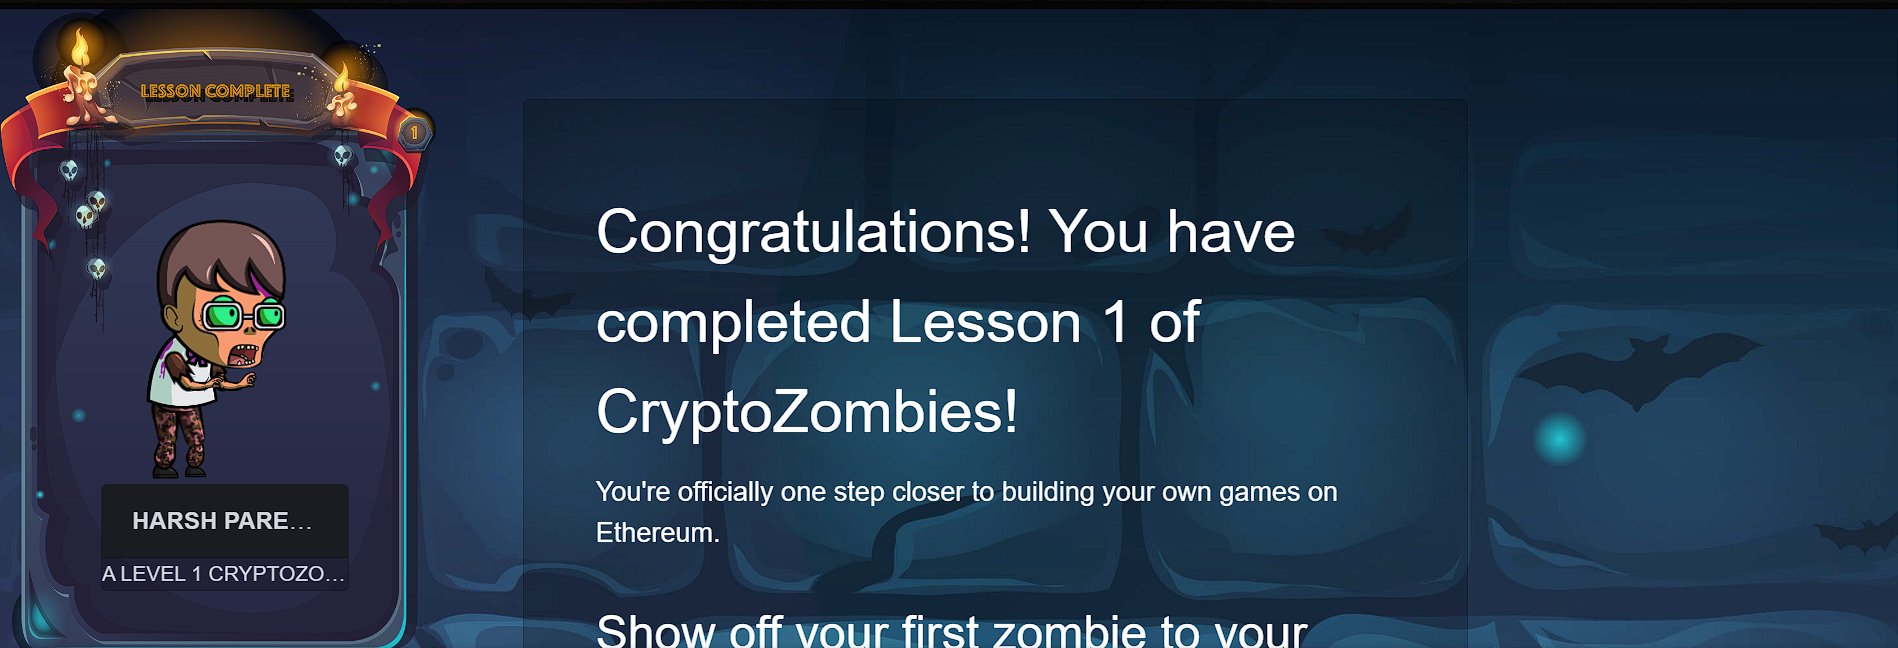 LESSON COMPLETE
1
Congratulations! You have
completed Lesson 1 of
CryptoZombies!
You're officially one step closer to building your own games on
Ethereum.
HARSH PARE...
A LEVEL 1 CRYPTOZO...
Show off your first zombie to your